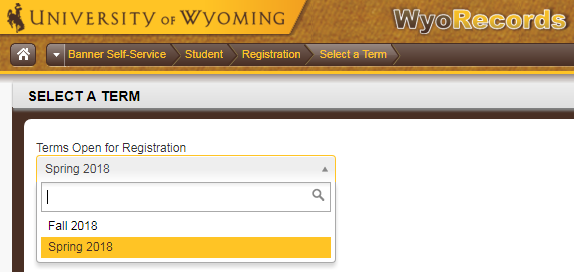 UNIVERSITY OF WYOMING
WyoRecords
Banner Self-Service Student Registration Select a Term
SELECT A TERM
Terms Open for Registration
Spring 2018
Fall 2018
Spring 2018